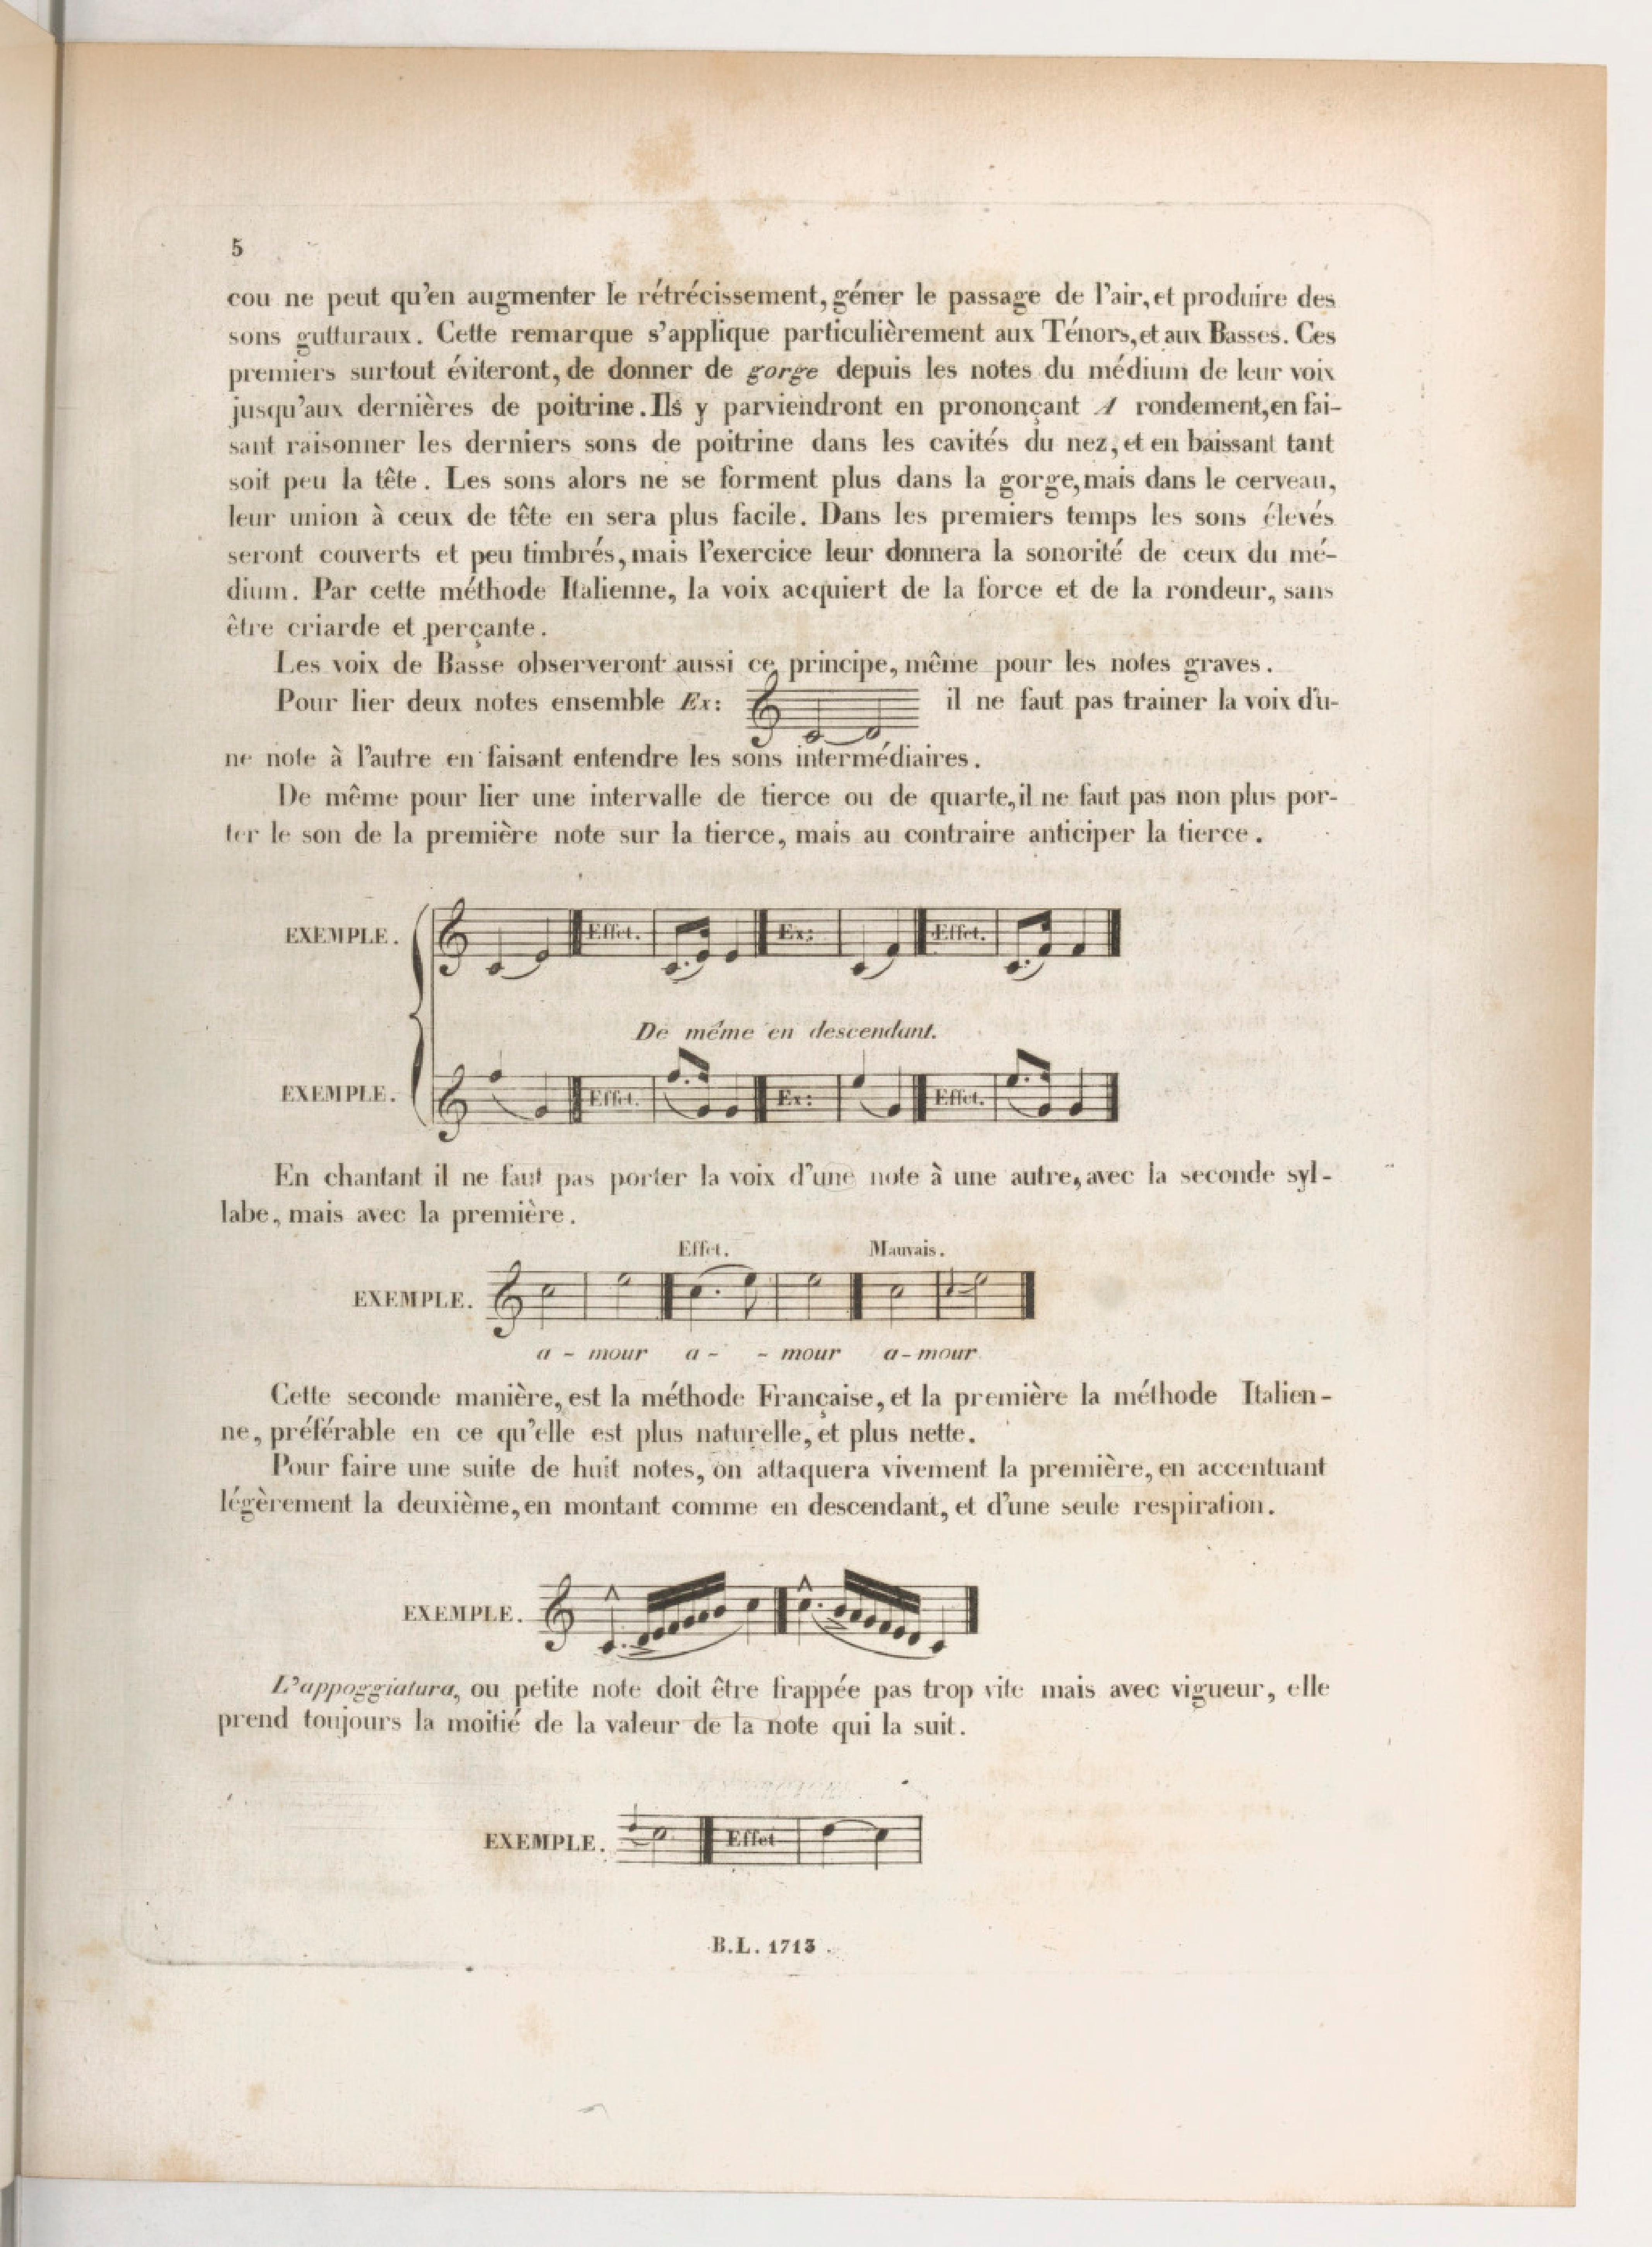 5
cou ne peut qu'en augmenter le rétrécissement, géner le passage de l'air, et produire des
sons gutturaux. Cette remarque s'applique particulièrement aux Ténors, et aux Basses. Ces
premiers surtout éviteront, de donner de gorge depuis les notes du médium de leur voix
jusqu'aux dernières de poitrine. Ils y parviendront en prononçant A rondement, en fai-
sant raisonner les derniers sons de poitrine dans les cavités du nez, et en baissant tant
soit peu la tête. Les sons alors ne se forment plus dans la gorge, mais dans le cerveau,
leur union à ceux de tête en sera plus facile. Dans les premiers temps les sons élevés
seront couverts et peu timbrés, mais l'exercice leur donnera la sonorité de ceux du mé-
dium. Par cette méthode Italienne, la voix acquiert de la force et de la rondeur, sans
être criarde et perçante.
Les voix de Basse observeront aussi ce principe, même pour les notes graves.
Pour lier deux notes ensemble Ex: il ne faut pas trainer la voix d'u-
ne note à l'autre en faisant entendre les sons intermédiaires.
De même pour lier une intervalle de tierce ou de quarte, il ne faut pas non plus por-
ter le son de la première note sur la tierce, mais au contraire anticiper la tierce.
EXEMPLE. Effet. Ex: Effet.
De même en descendant.
EXEMPLE. Effet. Ex: Effet.
En chantant il ne faut pas porter la voix d'une note à une autre, avec la seconde syl-
labe, mais avec la première.
Effet. Mauvais.
EXEMPLE.
a - mour a - - mour a - mour
Cette seconde manière, est la méthode Française, et la première la méthode Italien-
ne, préférable en ce qu'elle est plus naturelle, et plus nette.
Pour faire une suite de huit notes, on attaquera vivement la première, en accentuant
légèrement la deuxième, en montant comme en descendant, et d'une seule respiration.
EXEMPLE.
L'appoggiatura, ou petite note doit être frappée pas trop vite mais avec vigueur, elle
prend toujours la moitié de la valeur de la note qui la suit.
EXEMPLE. Effet
B.L. 1713.